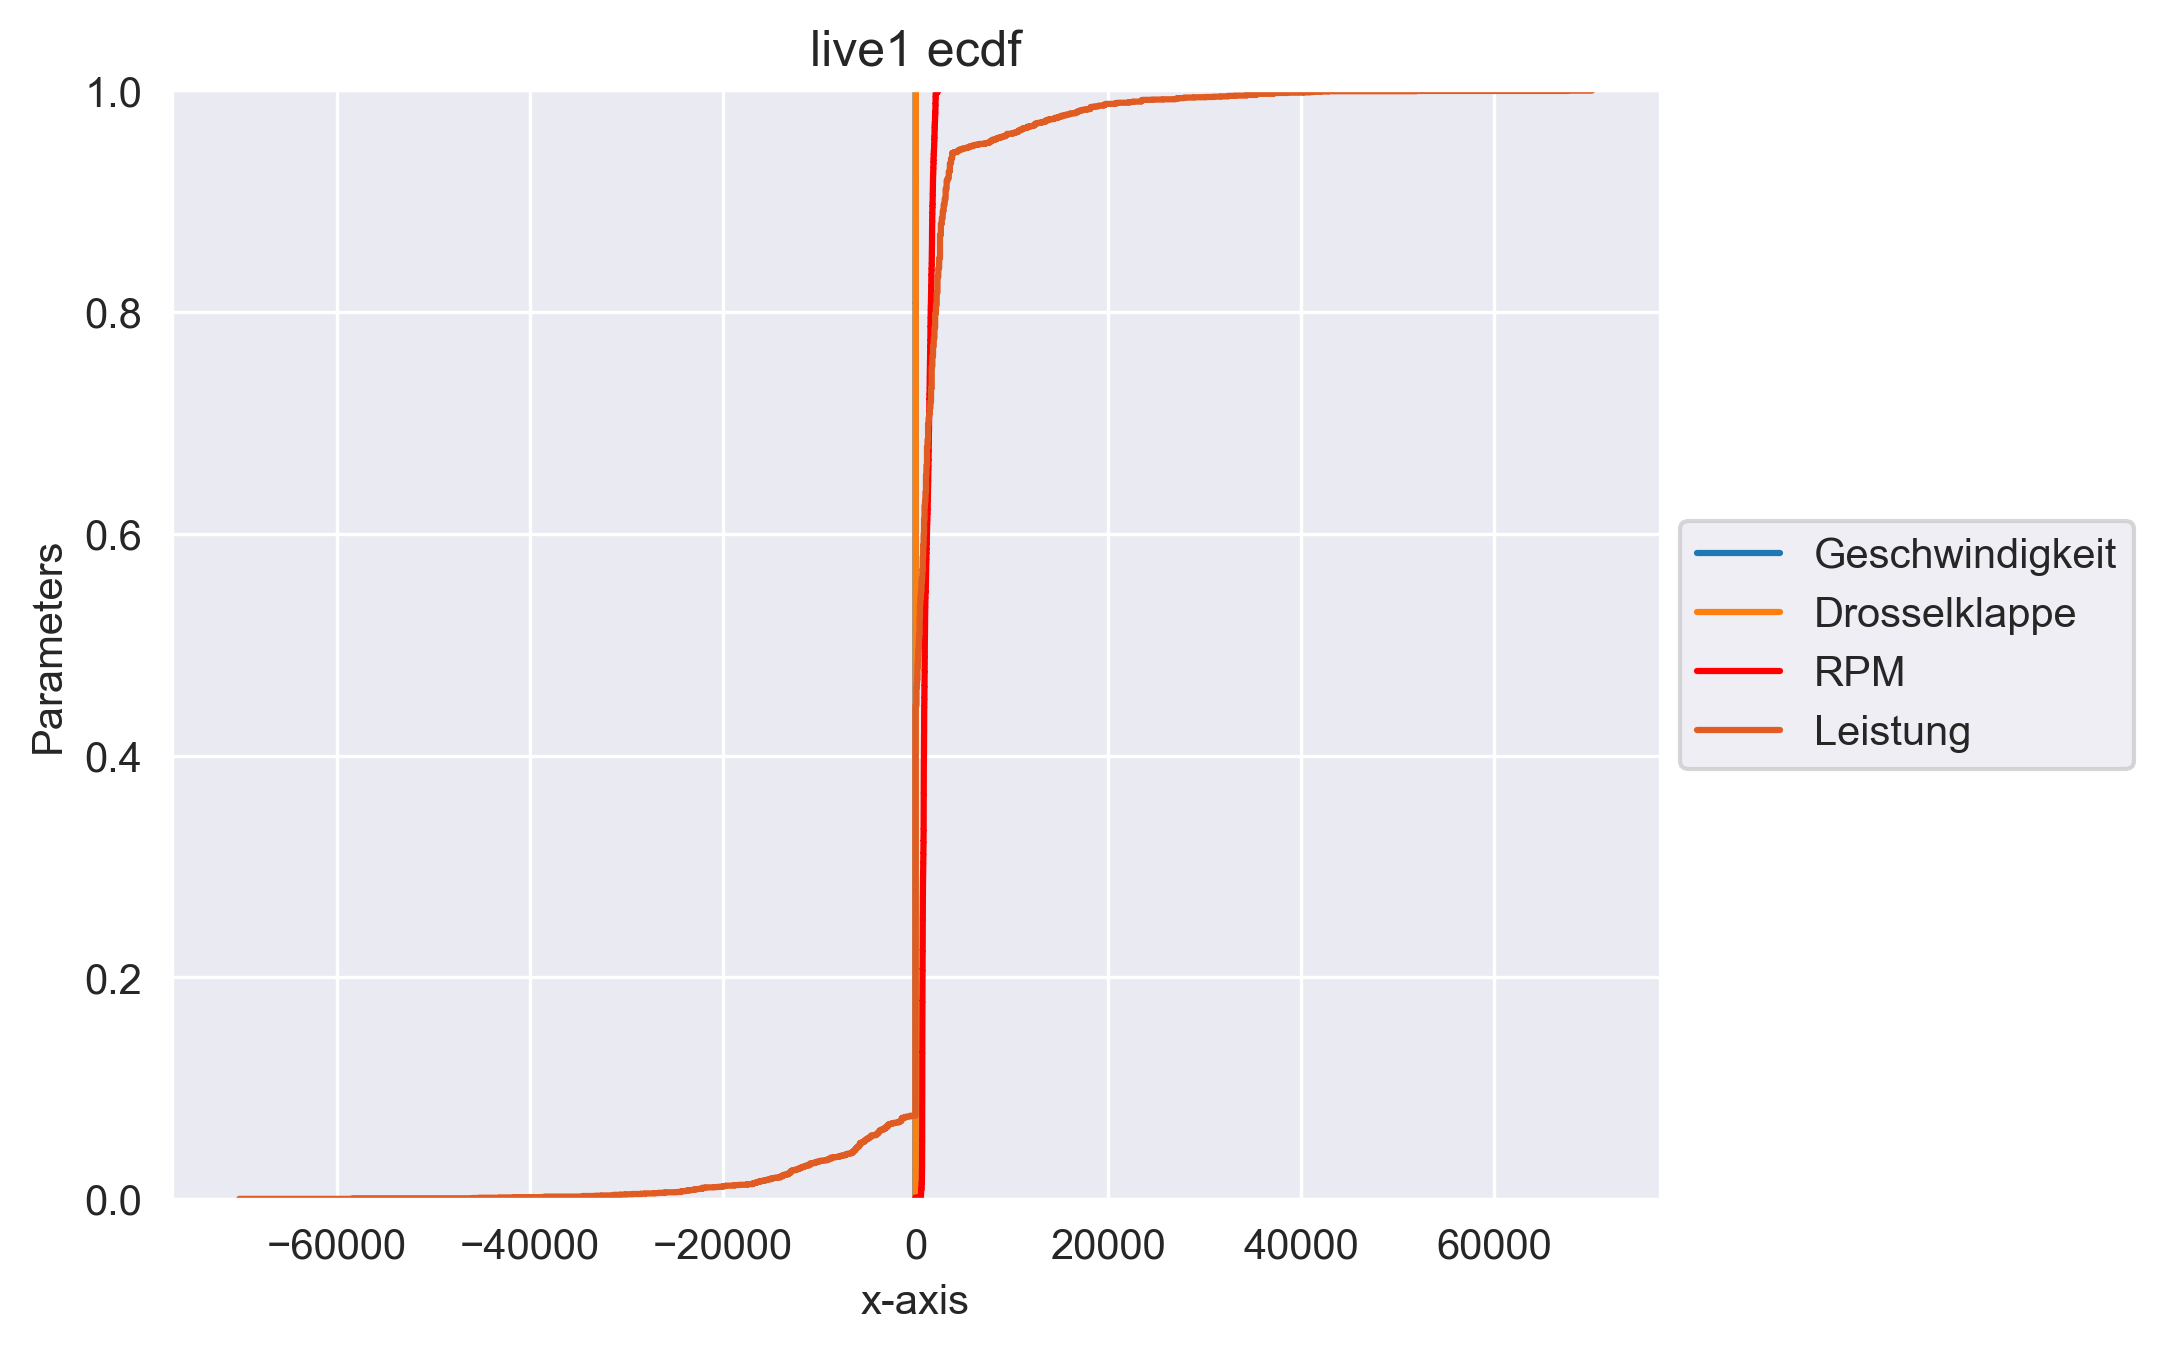 live1 ecdf
1.0
0.8
0.6
0.4
0.2
0.0
Parameters
−60000
−40000
−20000
0
20000
40000
60000
x-axis
Geschwindigkeit
Drosselklappe
RPM
Leistung